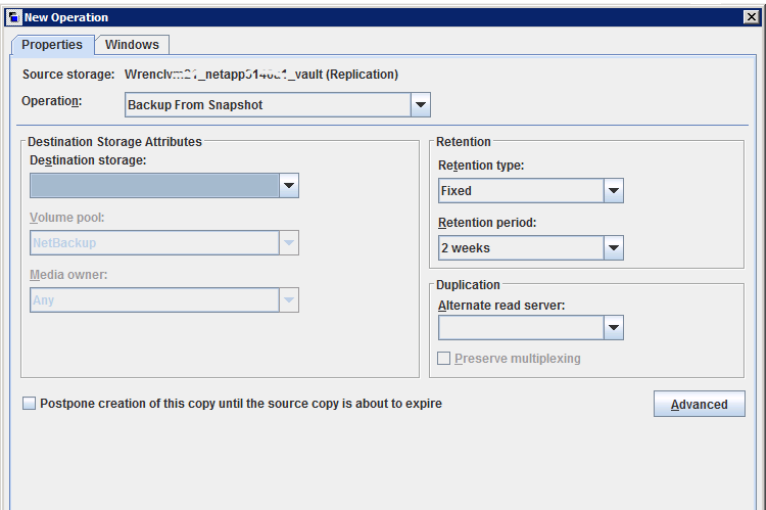 New Operation
Properties
Windows
Source storage: (Replication)
Operation:
Backup From Snapshot
Destination Storage Attributes
Destination storage:
Volume pool:
NetBackup
Media owner:
Any
Retention
Retention type:
Fixed
Retention period:
2 weeks
Duplication
Alternate read server:
Preserve multiplexing
Postpone creation of this copy until the source copy is about to expire
Advanced